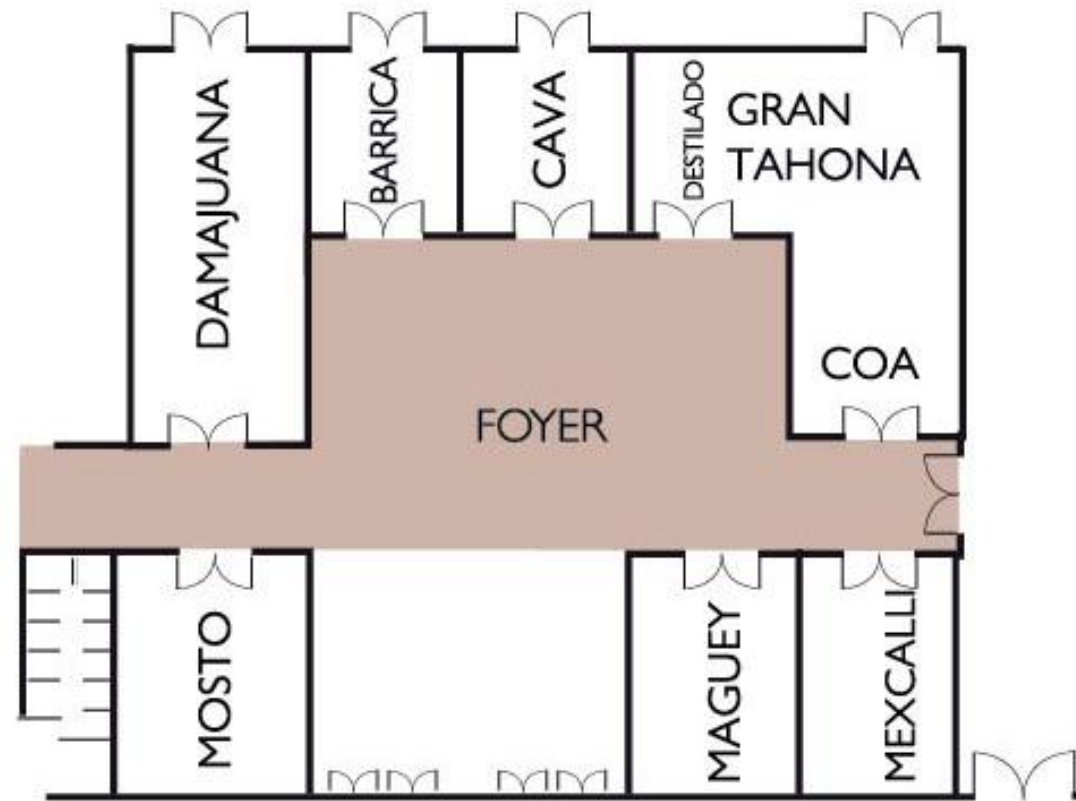 DAMAJUANA
BARRICA
CAVA
DESTILADO
GRAN
TAHONA
COA
FOYER
MOSTO
MAGUEY
MEXCALLI